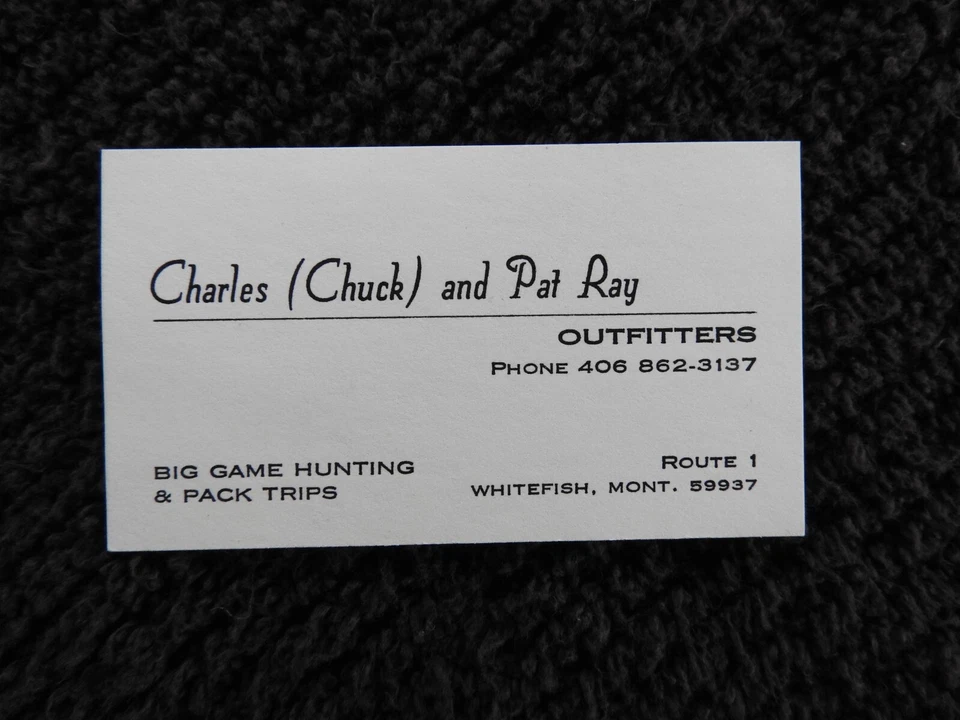 Charles (Chuck) and Pat Ray
OUTFITTERS
PHONE 406 862-3137
BIG GAME HUNTING
& PACK TRIPS
ROUTE 1
WHITEFISH, MONT. 59937